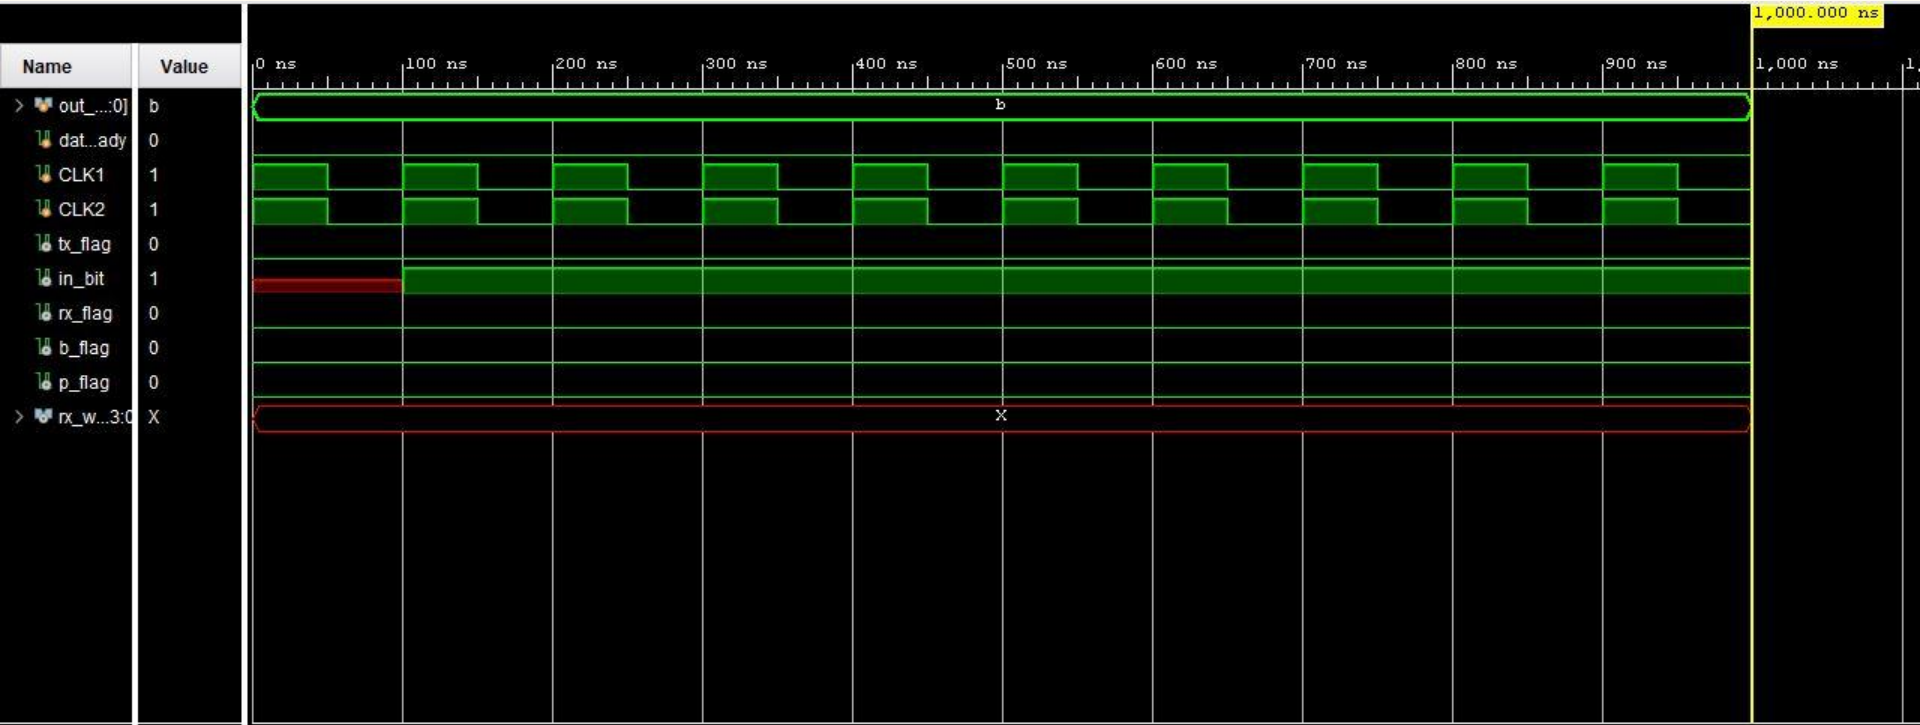 1,000.000 ns
Name Value
0 ns 100 ns 200 ns 300 ns 400 ns 500 ns 600 ns 700 ns 800 ns 900 ns 1,000 ns 1.
out_...:0] b b
dat...ady 0
CLK1 1
CLK2 1
tx_flag 0
in_bit 1
rx_flag 0
b_flag 0
p_flag 0
rx_w...3:0 X X